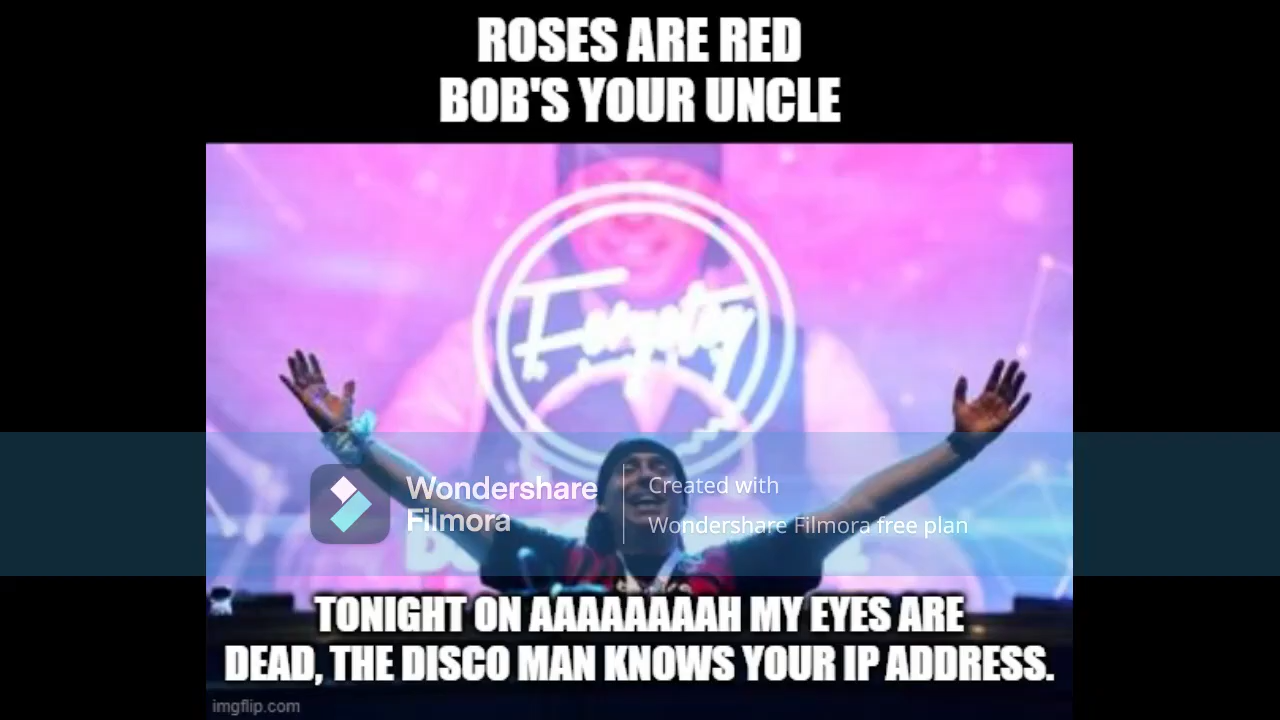 ROSES ARE RED
BOB'S YOUR UNCLE
Wondershare
Filmora
Created with
Wondershare Filmora free plan
TONIGHT ON AAAAAAAAH MY EYES ARE
DEAD, THE DISCO MAN KNOWS YOUR IP ADDRESS.
imgflip.com